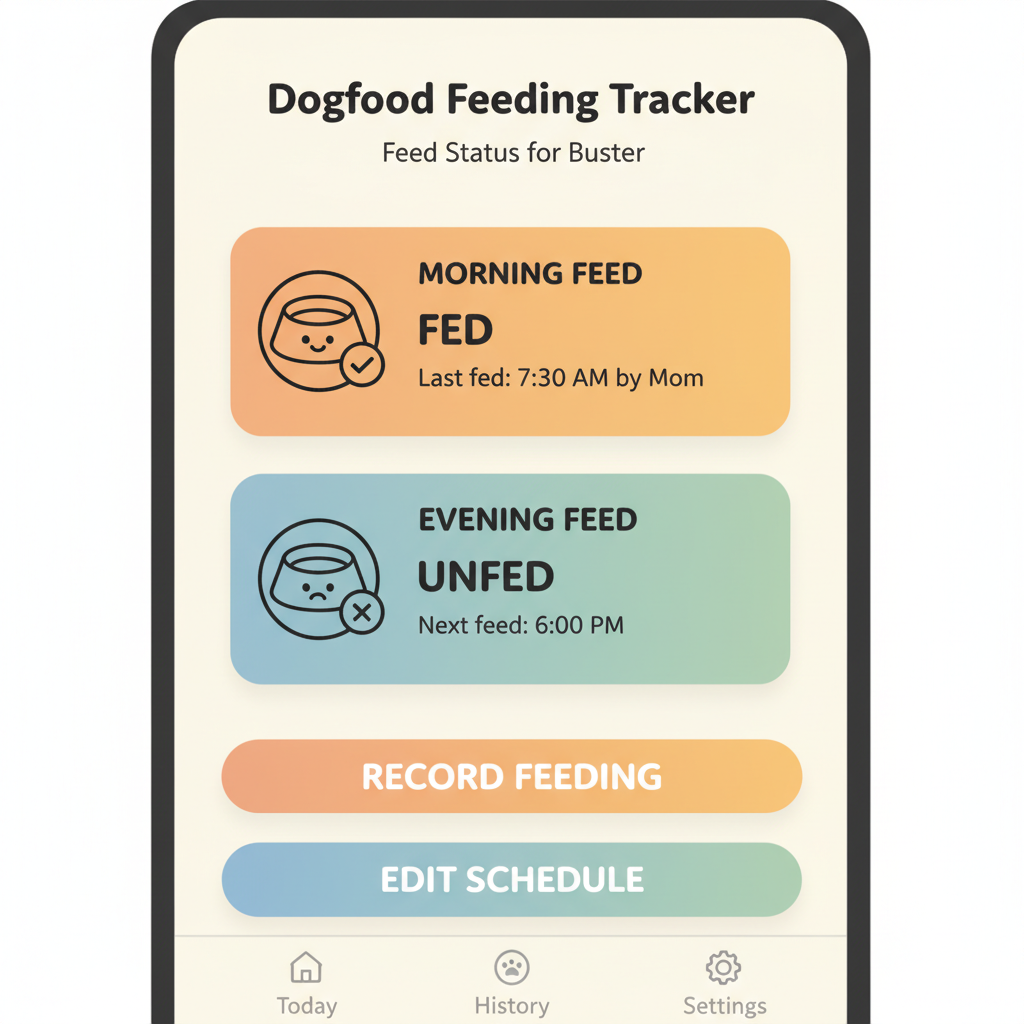 Dogfood Feeding Tracker
Feed Status for Buster
MORNING FEED
FED
Last fed: 7:30 AM by Mom
EVENING FEED
UNFED
Next feed: 6:00 PM
RECORD FEEDING
EDIT SCHEDULE
Today
History
Settings